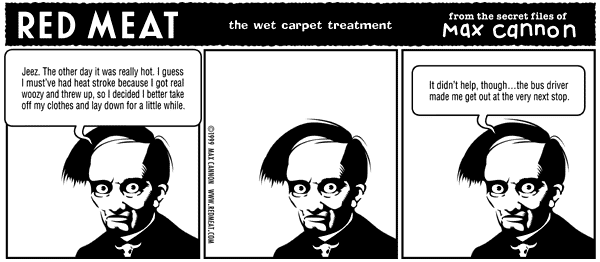 RED MEAT
the wet carpet treatment
from the secret files of
Max cannon
Jeez. The other day it was really hot. I guess
I must've had heat stroke because I got real
woozy and threw up, so I decided I better take
off my clothes and lay down for a little while.
©1999 MAX CANNON WWW.REDMEAT.COM
It didn't help, though...the bus driver
made me get out at the very next stop.